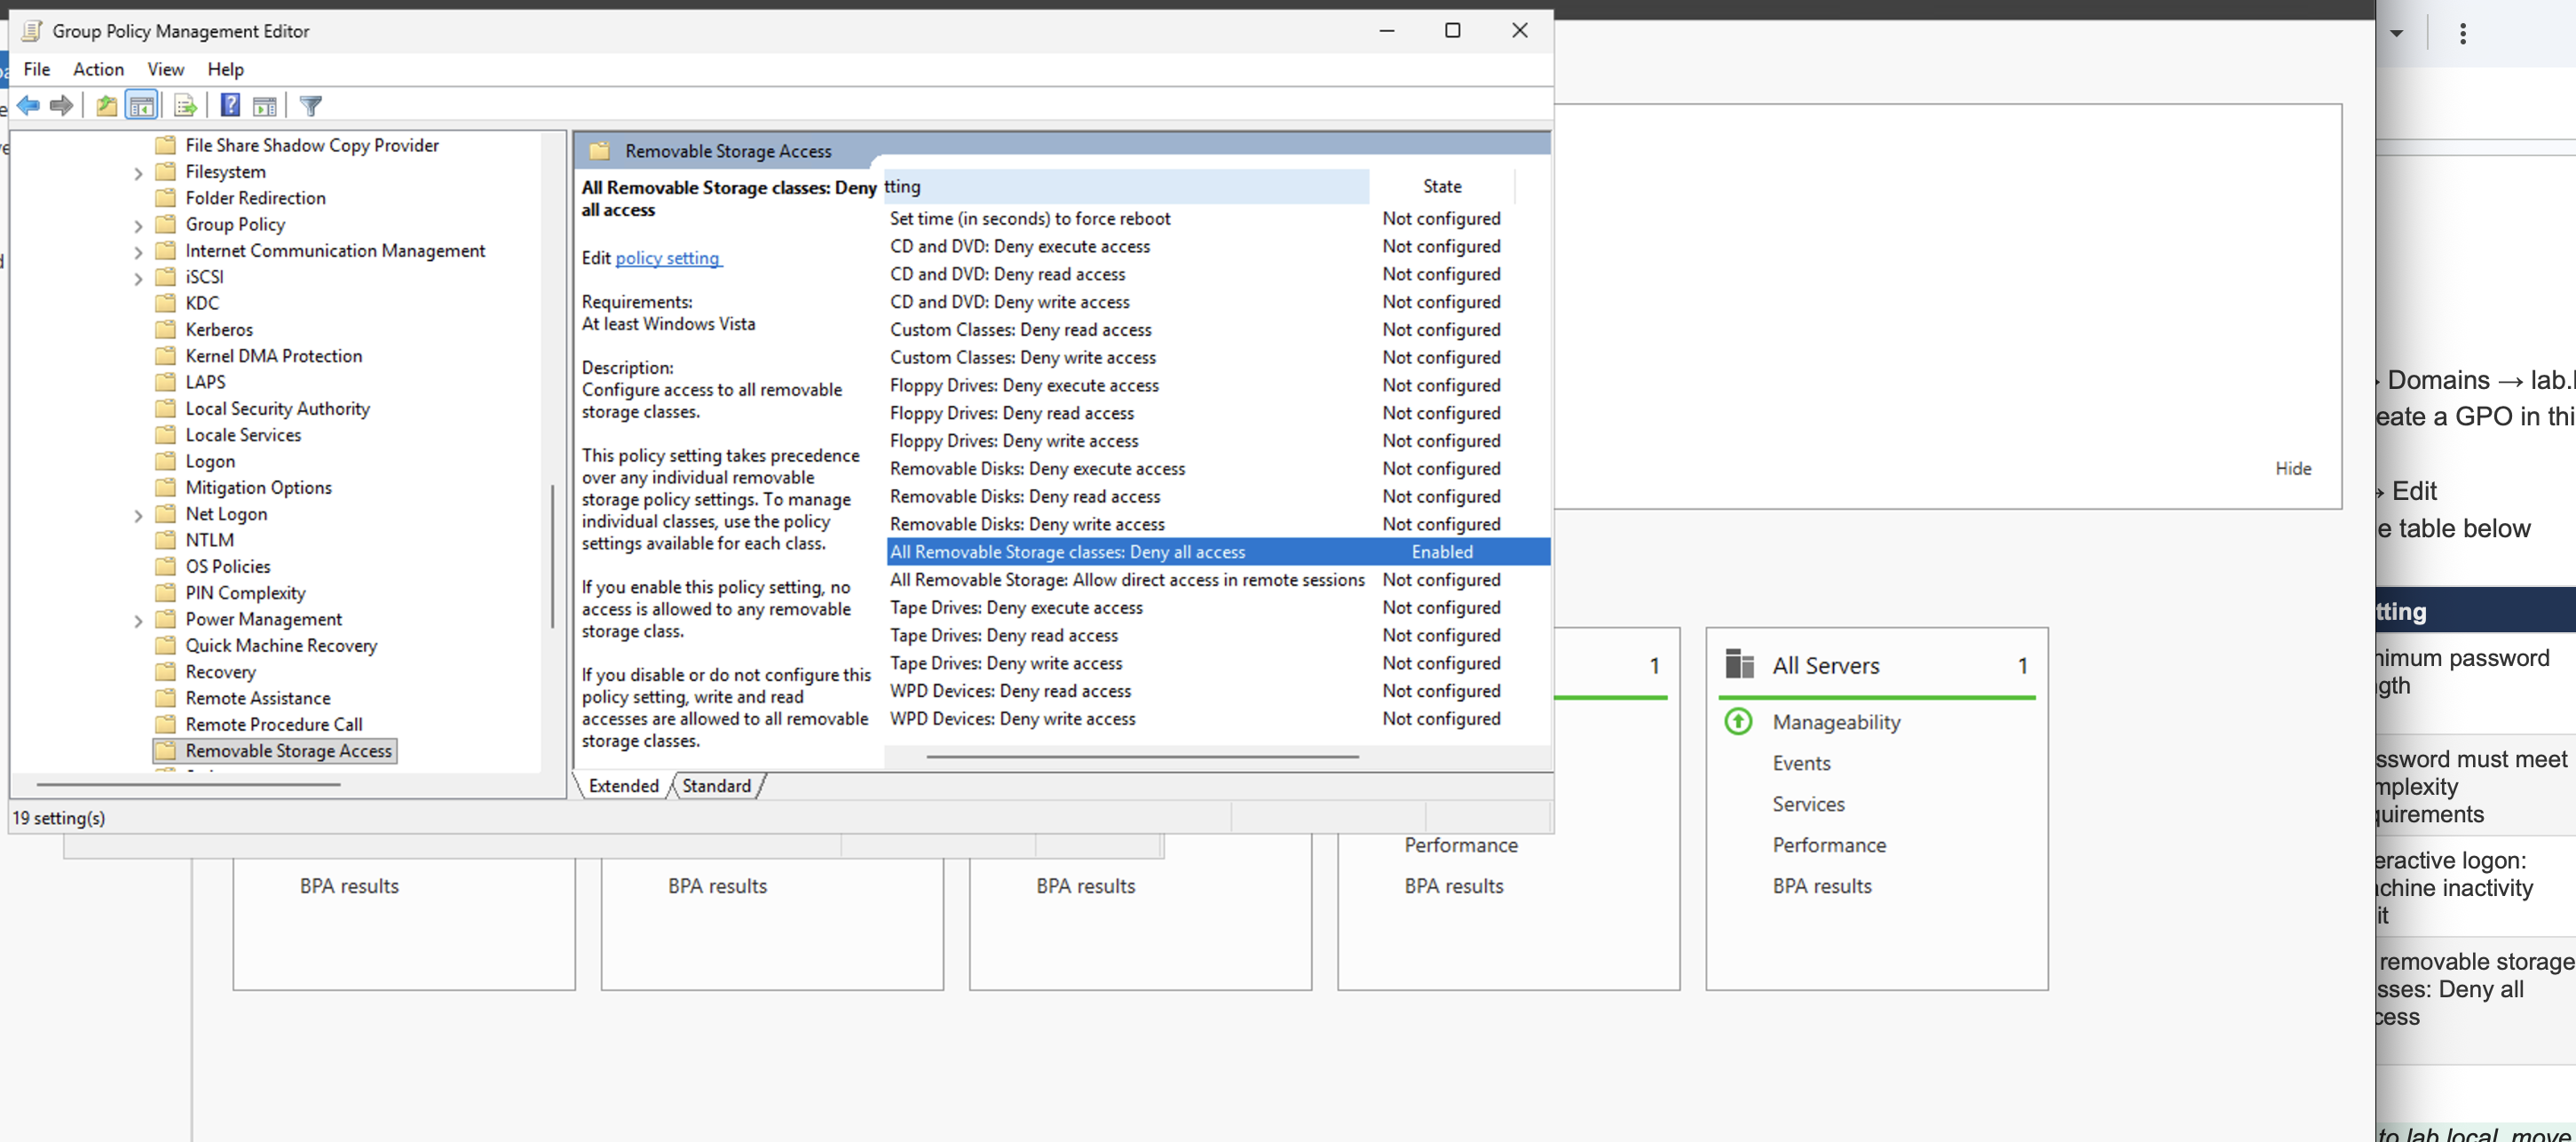 Group Policy Management Editor
File Action View Help
File Share Shadow Copy Provider
Filesystem
Folder Redirection
Group Policy
Internet Communication Management
iSCSI
KDC
Kerberos
Kernel DMA Protection
LAPS
Local Security Authority
Locale Services
Logon
Mitigation Options
Net Logon
NTLM
OS Policies
PIN Complexity
Power Management
Quick Machine Recovery
Recovery
Remote Assistance
Remote Procedure Call
Removable Storage Access
19 setting(s)
Removable Storage Access
All Removable Storage classes: Deny
all access
Edit policy setting
Requirements:
At least Windows Vista
Description:
Configure access to all removable
storage classes.
This policy setting takes precedence
over any individual removable
storage policy settings. To manage
individual classes, use the policy
settings available for each class.
If you enable this policy setting, no
access is allowed to any removable
storage class.
If you disable or do not configure this
policy setting, write and read
accesses are allowed to all removable
storage classes.
tting State
Set time (in seconds) to force reboot Not configured
CD and DVD: Deny execute access Not configured
CD and DVD: Deny read access Not configured
CD and DVD: Deny write access Not configured
Custom Classes: Deny read access Not configured
Custom Classes: Deny write access Not configured
Floppy Drives: Deny execute access Not configured
Floppy Drives: Deny read access Not configured
Floppy Drives: Deny write access Not configured
Removable Disks: Deny execute access Not configured
Removable Disks: Deny read access Not configured
Removable Disks: Deny write access Not configured
All Removable Storage classes: Deny all access Enabled
All Removable Storage: Allow direct access in remote sessions Not configured
Tape Drives: Deny execute access Not configured
Tape Drives: Deny read access Not configured
Tape Drives: Deny write access Not configured
WPD Devices: Deny read access Not configured
WPD Devices: Deny write access Not configured
Extended Standard
Hide
BPA results
BPA results
BPA results
1
Performance
BPA results
All Servers 1
Manageability
Events
Services
Performance
BPA results
Domains → lab.
eate a GPO in thi
→ Edit
e table below
tting
nimum password
gth
ssword must meet
mplexity
quirements
eractive logon:
chine inactivity
it
removable storage
sses: Deny all
cess
to lab.local, move